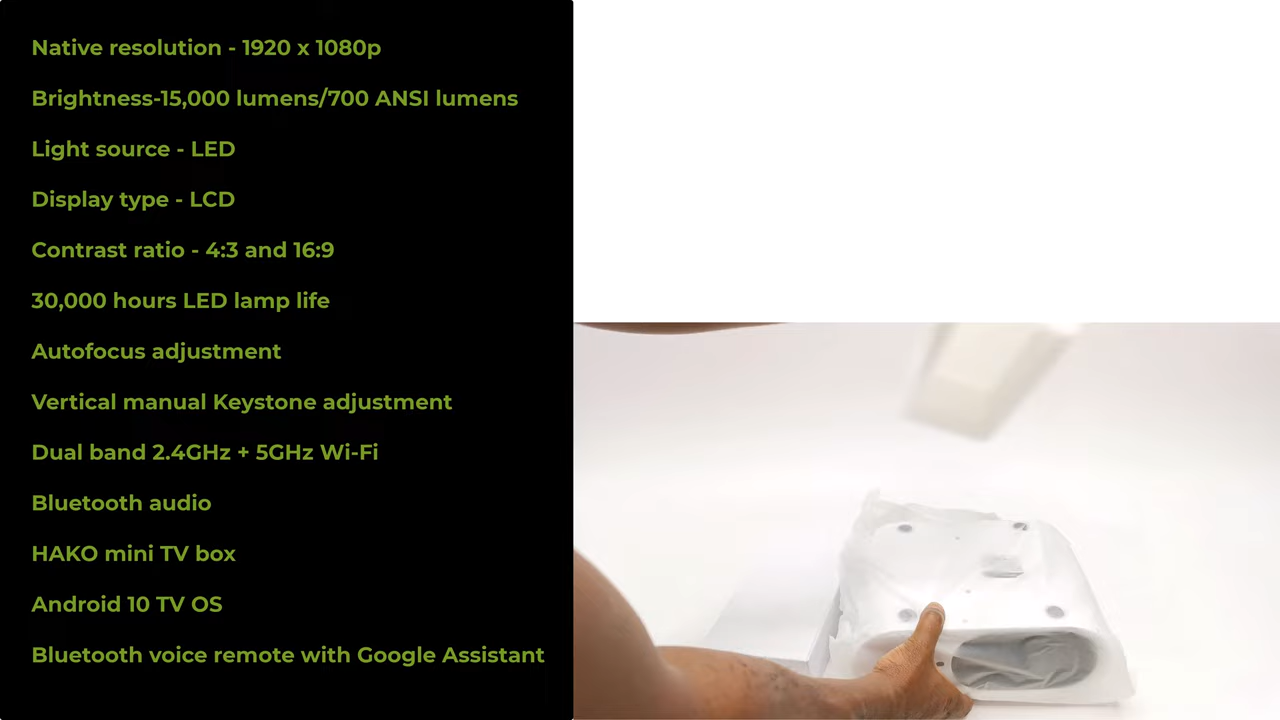 Native resolution - 1920 x 1080p
Brightness-15,000 lumens/700 ANSI lumens
Light source - LED
Display type - LCD
Contrast ratio - 4:3 and 16:9
30,000 hours LED lamp life
Autofocus adjustment
Vertical manual Keystone adjustment
Dual band 2.4GHz + 5GHz Wi-Fi
Bluetooth audio
HAKO mini TV box
Android 10 TV OS
Bluetooth voice remote with Google Assistant